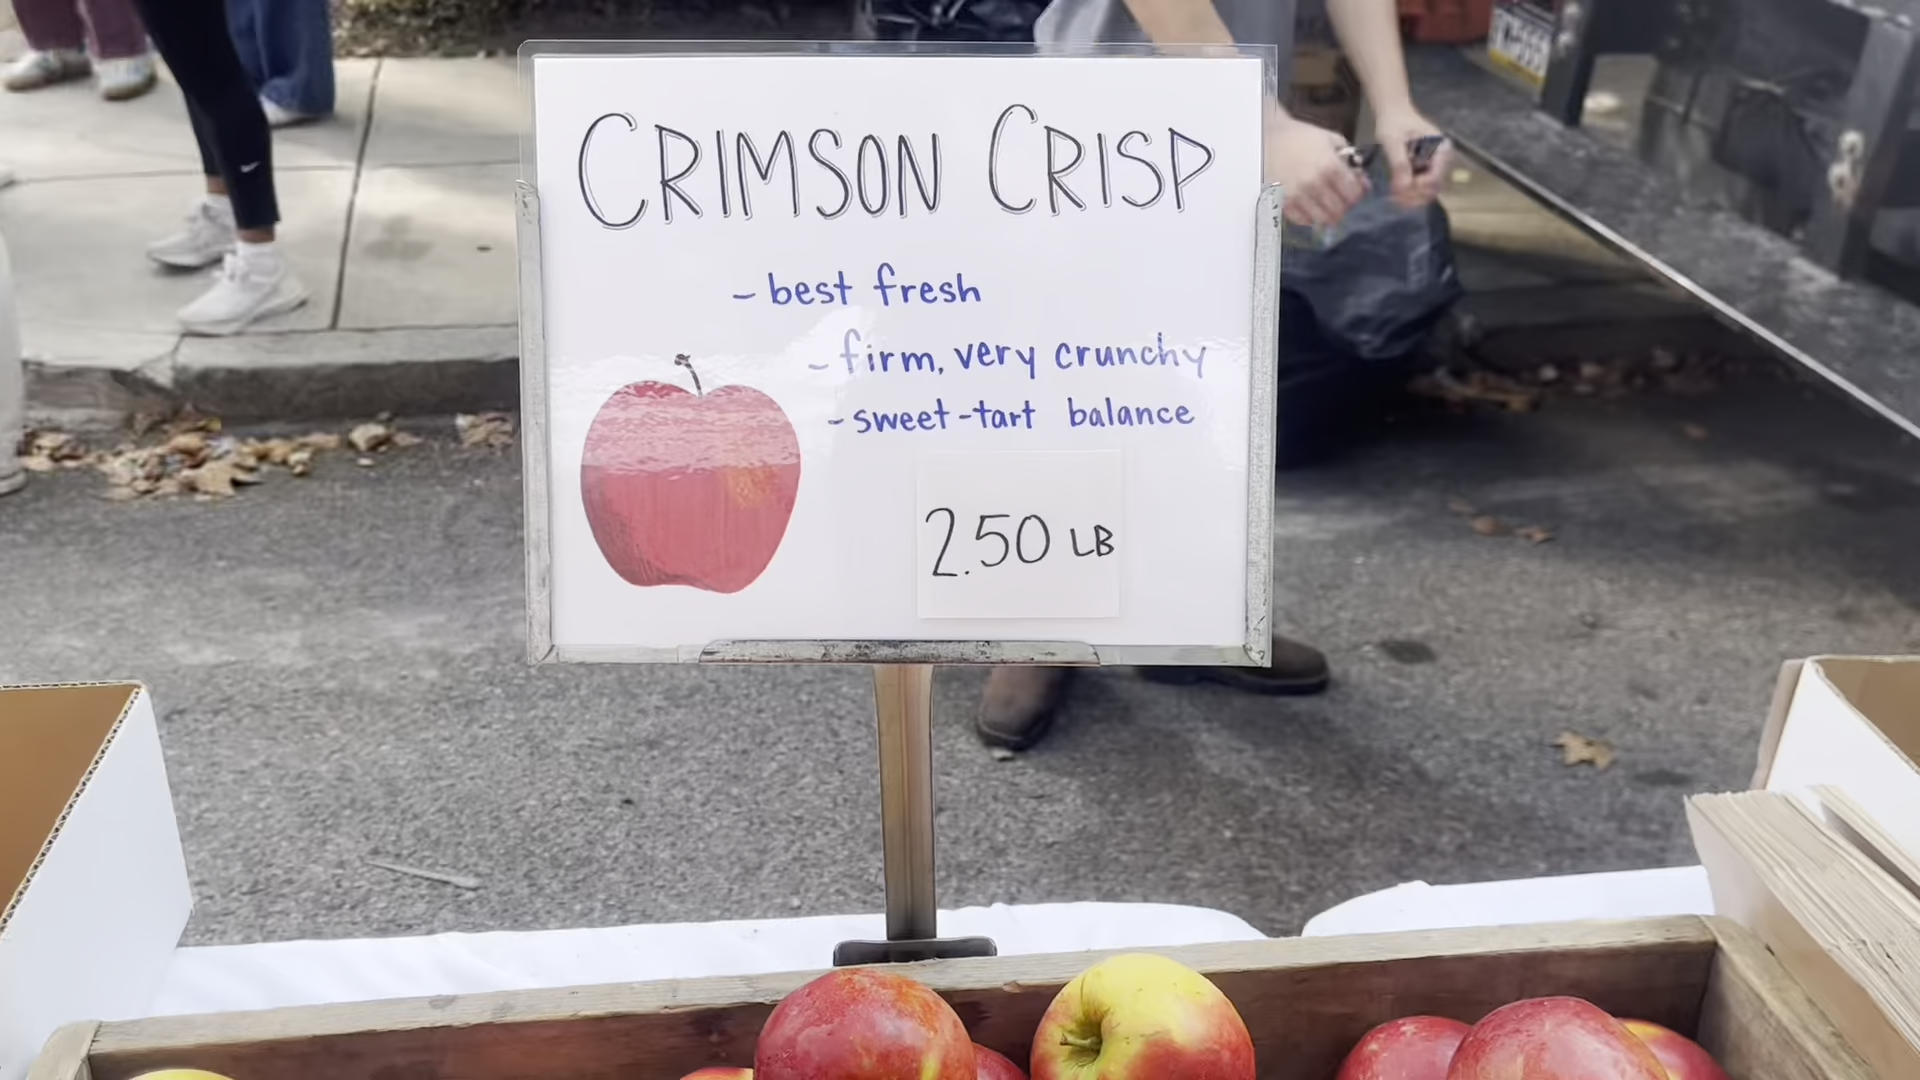 CRIMSON CRISP
- best fresh
- firm, very crunchy
- sweet-tart balance
2.50 LB